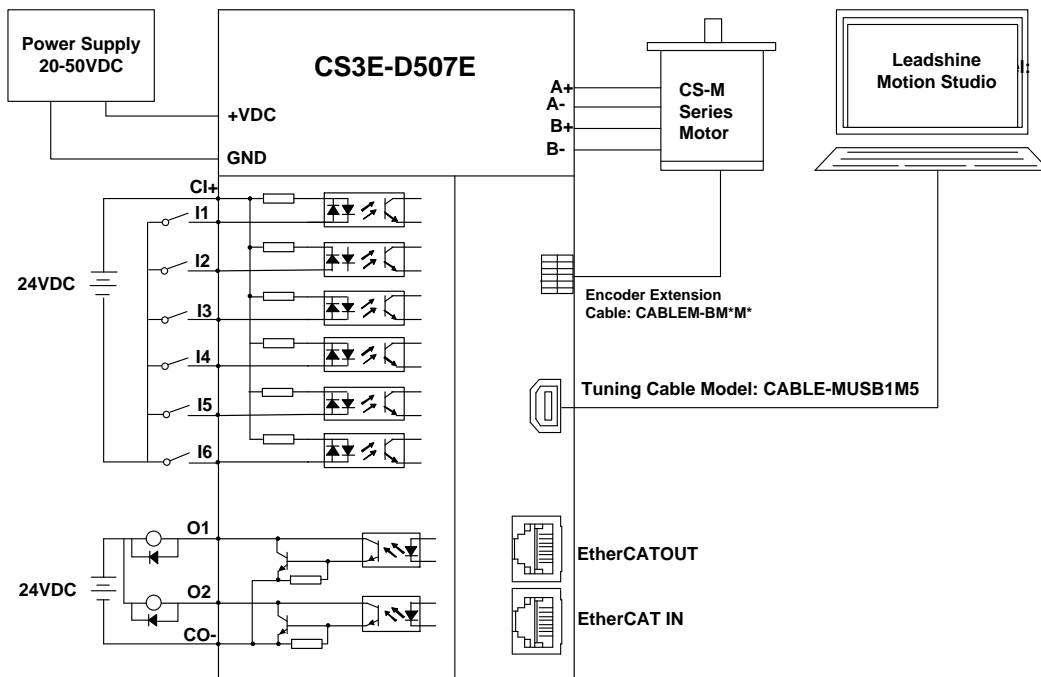 Power Supply
20-50VDC
CS3E-D507E
+VDC
GND
A+
A-
B+
B-
CS-M
Series
Motor
Leadshine
Motion Studio
el:
CI+
I1
I2
I3
I4
I5
I6
24VDC
Encoder Extension
Cable: CABLEM-BM*M*
Tuning Cable Model: CABLE-MUSB1M5
O1
O2
CO-
24VDC
EtherCATOUT
EtherCAT IN